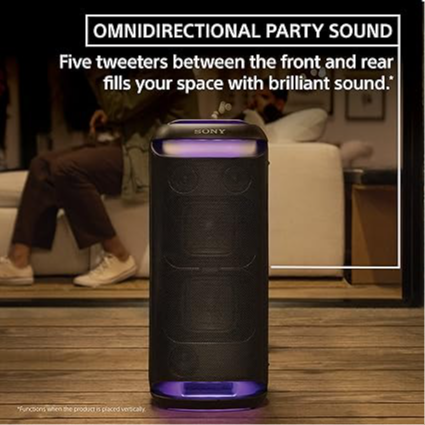 OMNIDIRECTIONAL PARTY SOUND
Five tweeters between the front and rear
fills your space with brilliant sound.*
SONY
*Functions when the product is placed vertically.